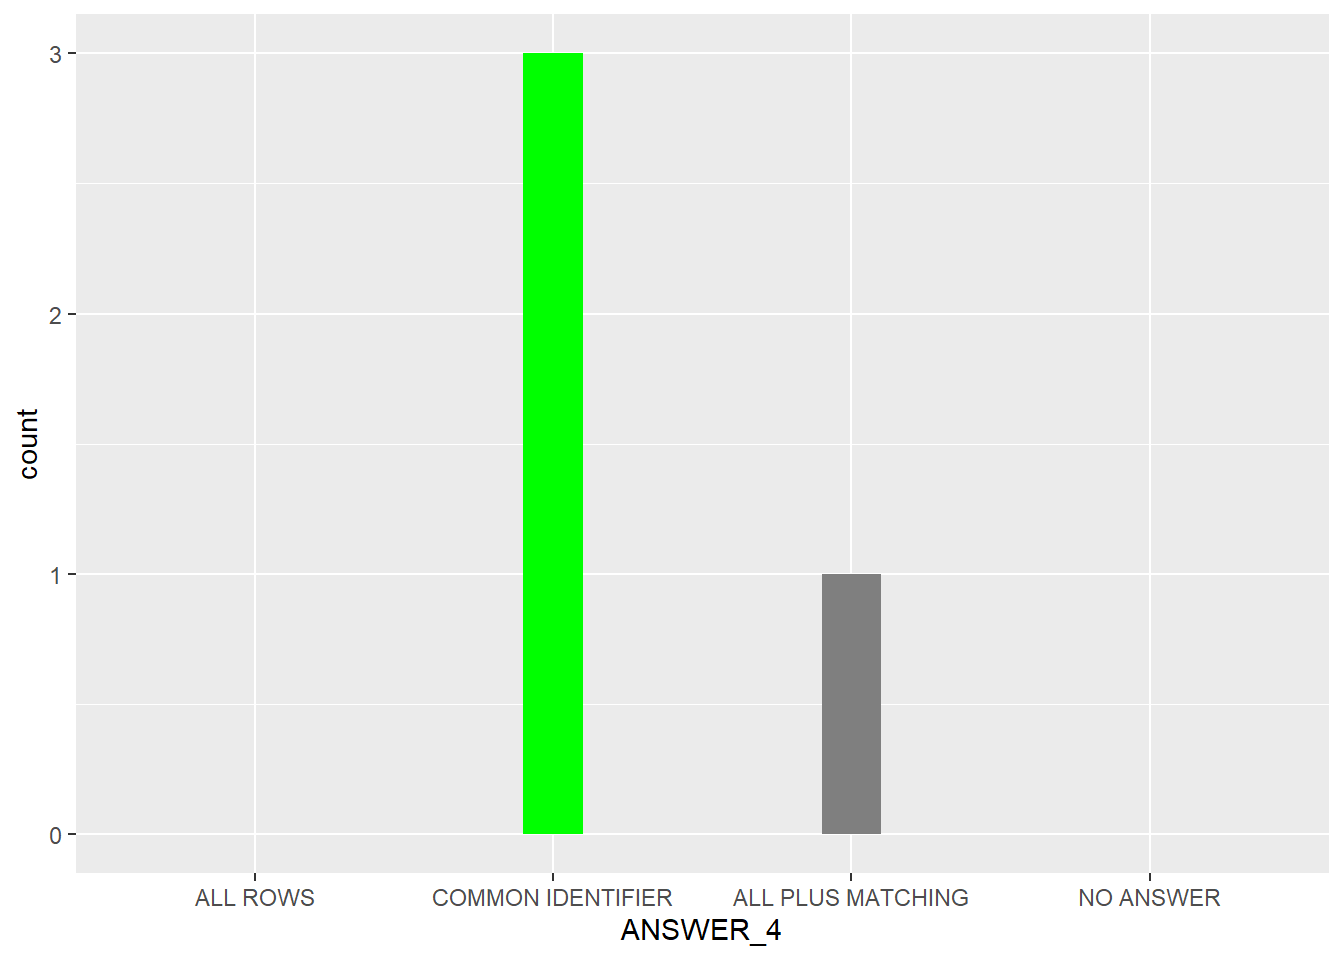 3
2
1
0
count
ALL ROWS
COMMON IDENTIFIER
ALL PLUS MATCHING
NO ANSWER
ANSWER_4